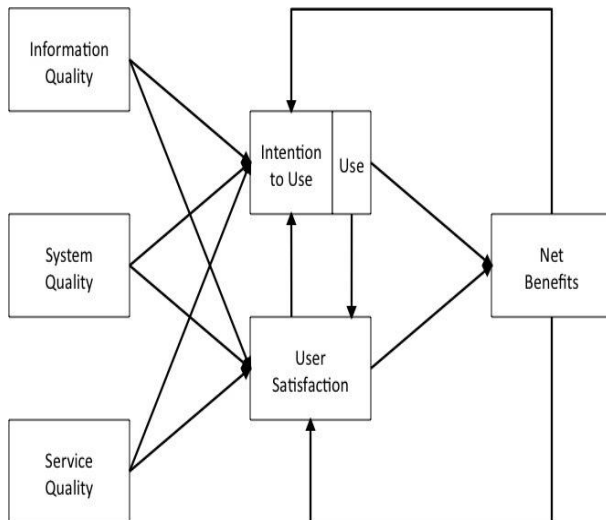 Information
Quality
Intention
to Use
Use
System
Quality
Net
Benefits
User
Satisfaction
Service
Quality